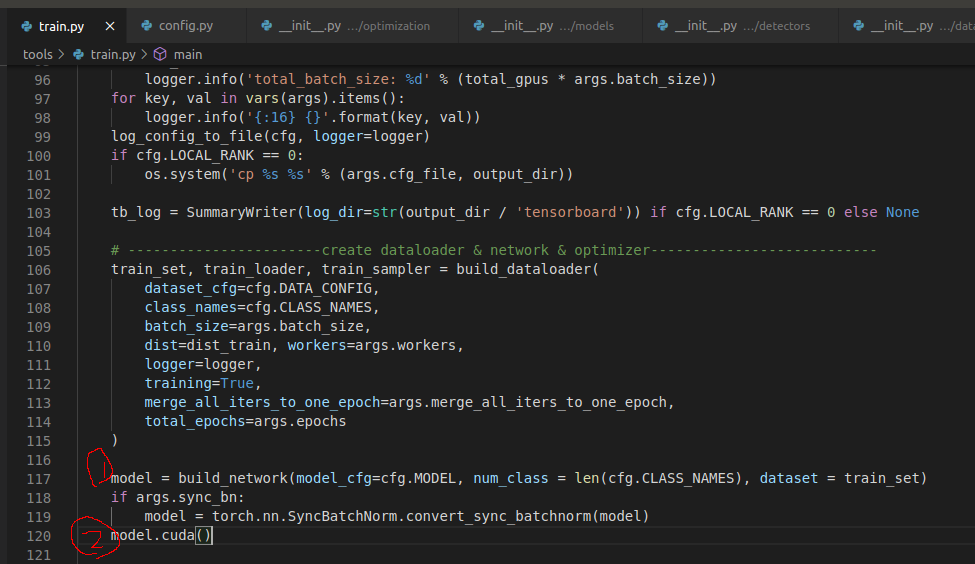 train.py × config.py __init__.py .../optimization __init__.py .../models __init__.py .../detectors __init__.py
tools > train.py > main
96 logger.info('total_batch_size: %d' % (total_gpus * args.batch_size))
97 for key, val in vars(args).items():
98 logger.info('{:16} {}'.format(key, val))
99 log_config_to_file(cfg, logger=logger)
100 if cfg.LOCAL_RANK == 0:
101 os.system('cp %s %s' % (args.cfg_file, output_dir))
102
103 tb_log = SummaryWriter(log_dir=str(output_dir / 'tensorboard')) if cfg.LOCAL_RANK == 0 else None
104
105 # -----------------------create dataloader & network & optimizer---------------------------
106 train_set, train_loader, train_sampler = build_dataloader(
107 dataset_cfg=cfg.DATA_CONFIG,
108 class_names=cfg.CLASS_NAMES,
109 batch_size=args.batch_size,
110 dist=dist_train, workers=args.workers,
111 logger=logger,
112 training=True,
113 merge_all_iters_to_one_epoch=args.merge_all_iters_to_one_epoch,
114 total_epochs=args.epochs
115 )
116
1
117 model = build_network(model_cfg=cfg.MODEL, num_class = len(cfg.CLASS_NAMES), dataset = train_set)
118 if args.sync_bn:
119 model = torch.nn.SyncBatchNorm.convert_sync_batchnorm(model)
2
120 model.cuda()
121